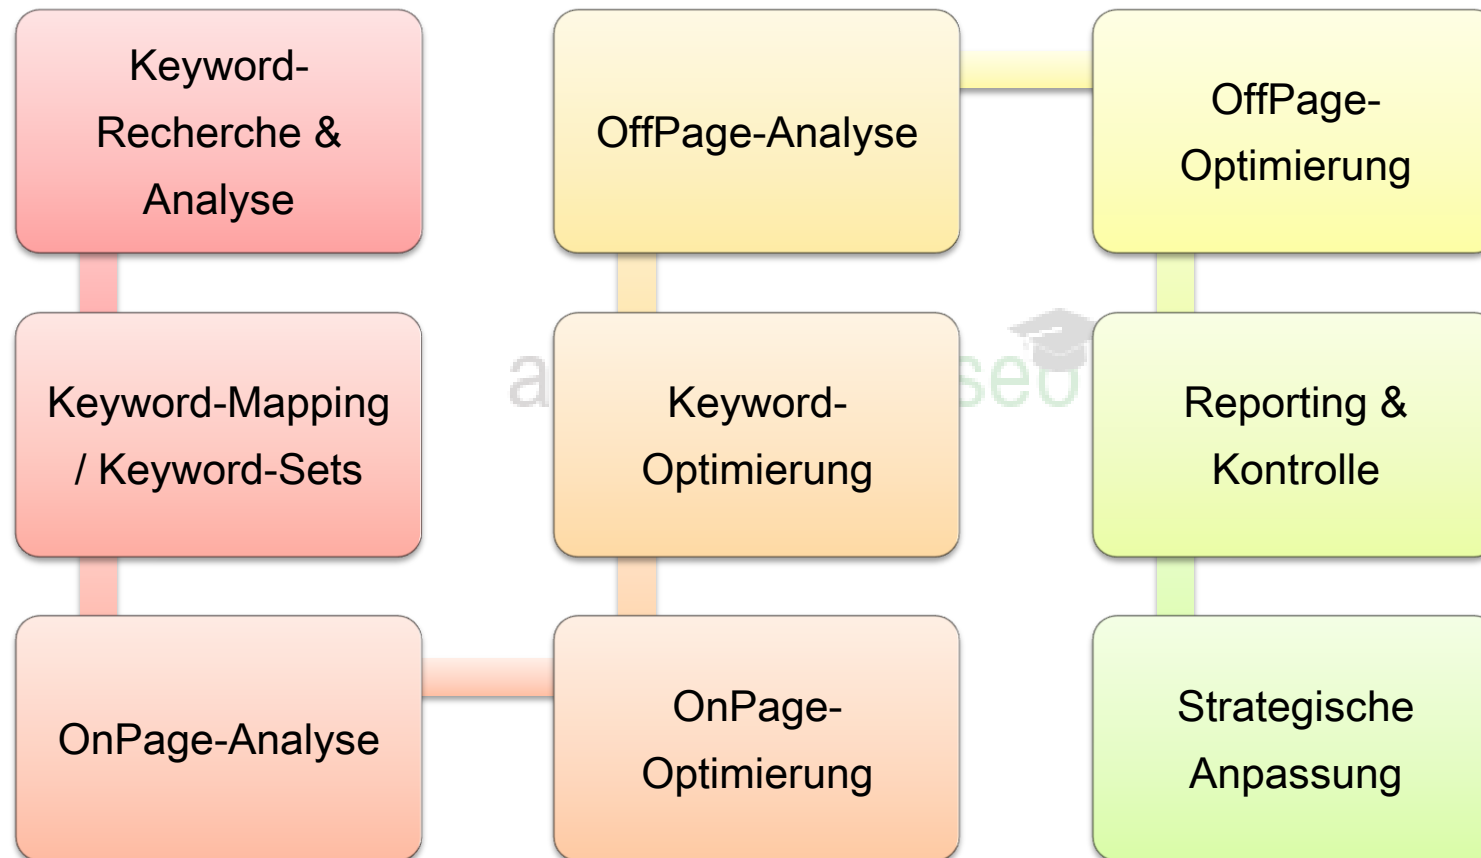 Keyword-
Recherche &
Analyse
Keyword-Mapping
/ Keyword-Sets
OnPage-Analyse
OnPage-
Optimierung
Keyword-
Optimierung
OffPage-Analyse
OffPage-
Optimierung
Reporting &
Kontrolle
Strategische
Anpassung
seo